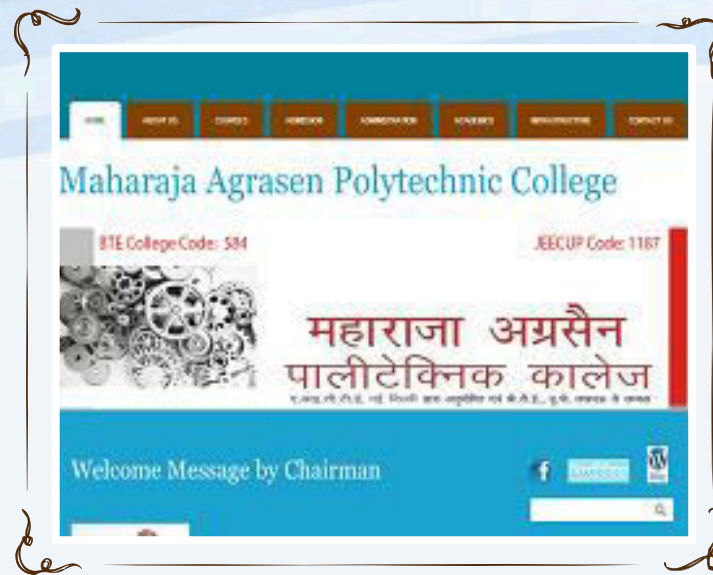 HOME ABOUT US COURSES ADMISSION ADMINISTRATION ACADEMICS INFRASTRUCTURE CONTACT US
Maharaja Agrasen Polytechnic College
BTE College Code: 584 JEECUP Code: 1187
महाराजा अग्रसैन
पालीटेक्निक कालेज
Welcome Message by Chairman
f